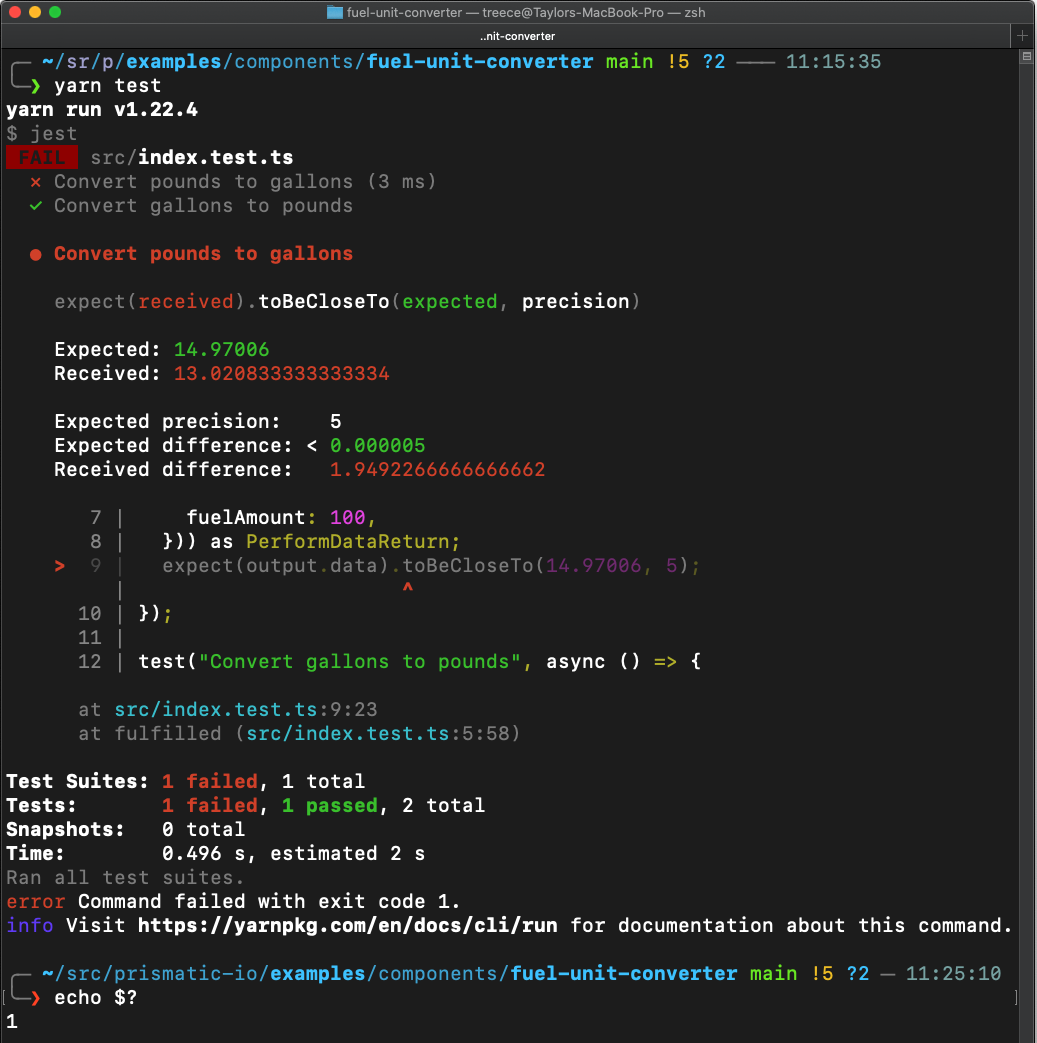 fuel-unit-converter — treece@Taylors-MacBook-Pro — zsh
..nit-converter
~/sr/p/examples/components/fuel-unit-converter main !5 ?2 ─── 11:15:35
❯ yarn test
yarn run v1.22.4
$ jest
FAIL src/index.test.ts
✕ Convert pounds to gallons (3 ms)
✓ Convert gallons to pounds
● Convert pounds to gallons
expect(received).toBeCloseTo(expected, precision)
Expected: 14.97006
Received: 13.020833333333334
Expected precision: 5
Expected difference: < 0.000005
Received difference: 1.9492266666666662
7 | fuelAmount: 100,
8 | })) as PerformDataReturn;
> 9 | expect(output.data).toBeCloseTo(14.97006, 5);
| ^
10 | });
11 |
12 | test("Convert gallons to pounds", async () => {
at src/index.test.ts:9:23
at fulfilled (src/index.test.ts:5:58)
Test Suites: 1 failed, 1 total
Tests: 1 failed, 1 passed, 2 total
Snapshots: 0 total
Time: 0.496 s, estimated 2 s
Ran all test suites.
error Command failed with exit code 1.
info Visit https://yarnpkg.com/en/docs/cli/run for documentation about this command.
~/src/prismatic-io/examples/components/fuel-unit-converter main !5 ?2 ─ 11:25:10
❯ echo $?
1